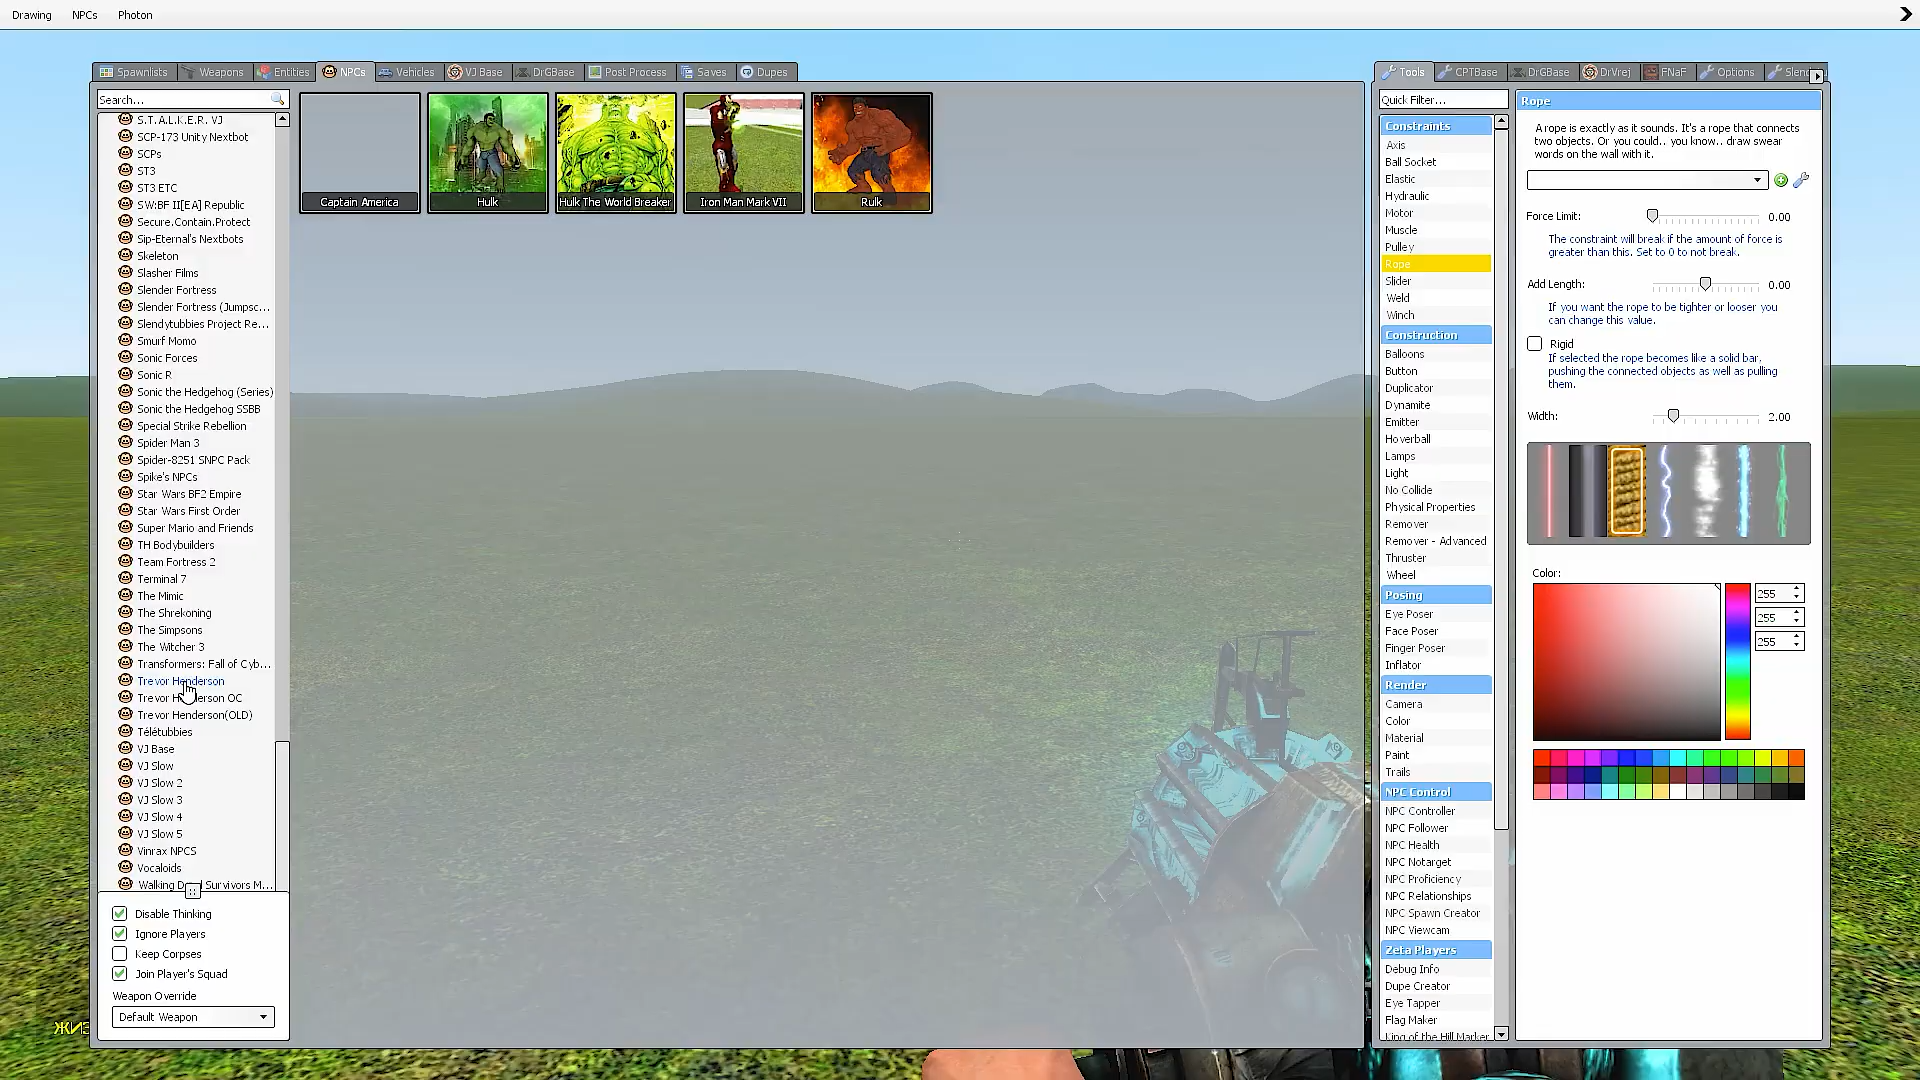 Drawing NPCs Photon
Spawnlists Weapons Entities NPCs Vehicles VJ Base DrGBase Post Process Saves Dupes
Search...
S.T.A.L.K.E.R. VJ
SCP-173 Unity Nextbot
SCPs
ST3
ST3 ETC
SW:BF II[EA] Republic
Secure.Contain.Protect
Sip-Eternal's Nextbots
Skeleton
Slasher Films
Slender Fortress
Slender Fortress (Jumpsc...
Slendytubbies Project Re...
Smurf Momo
Sonic Forces
Sonic R
Sonic the Hedgehog (Series)
Sonic the Hedgehog SSBB
Special Strike Rebellion
Spider Man 3
Spider-8251 SNPC Pack
Spike's NPCs
Star Wars BF2 Empire
Star Wars First Order
Super Mario and Friends
TH Bodybuilders
Team Fortress 2
Terminal 7
The Mimic
The Shrekoning
The Simpsons
The Witcher 3
Transformers: Fall of Cyb...
Trevor Henderson
Trevor Henderson OC
Trevor Henderson(OLD)
Télétubbies
VJ Base
VJ Slow
VJ Slow 2
VJ Slow 3
VJ Slow 4
VJ Slow 5
Vinrax NPCS
Vocaloids
Walking Dead Survivors M...
Disable Thinking
Ignore Players
Keep Corpses
Join Player's Squad
Weapon Override
Default Weapon
Captain America
Hulk
Hulk The World Breaker
Iron Man Mark VII
Rulk
Tools CPTBase DrGBase DrVrej FNaF Options Slen
Quick Filter...
Constraints
Axis
Ball Socket
Elastic
Hydraulic
Motor
Muscle
Pulley
Rope
Slider
Weld
Winch
Construction
Balloons
Button
Duplicator
Dynamite
Emitter
Hoverball
Lamps
Light
No Collide
Physical Properties
Remover
Remover - Advanced
Thruster
Wheel
Posing
Eye Poser
Face Poser
Finger Poser
Inflator
Render
Camera
Color
Material
Paint
Trails
NPC Control
NPC Controller
NPC Follower
NPC Health
NPC Notarget
NPC Proficiency
NPC Relationships
NPC Spawn Creator
NPC Viewcam
Zeta Players
Debug Info
Dupe Creator
Eye Tapper
Flag Maker
King of the Hill Marker
Rope
A rope is exactly as it sounds. It's a rope that connects
two objects. Or you could.. you know.. draw swear
words on the wall with it.
Force Limit: 0.00
The constraint will break if the amount of force is
greater than this. Set to 0 to not break.
Add Length: 0.00
If you want the rope to be tighter or looser you
can change this value.
Rigid
If selected the rope becomes like a solid bar,
pushing the connected objects as well as pulling
them.
Width: 2.00
Color:
255
255
255